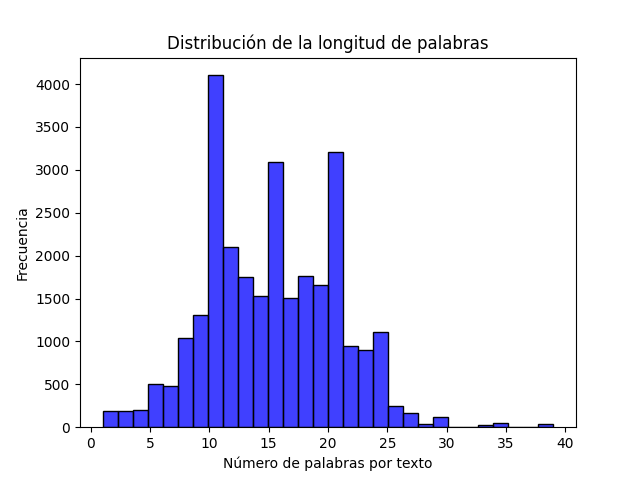 Distribución de la longitud de palabras
4000
3500
3000
2500
2000
1500
1000
500
0
Frecuencia
0 5 10 15 20 25 30 35 40
Número de palabras por texto